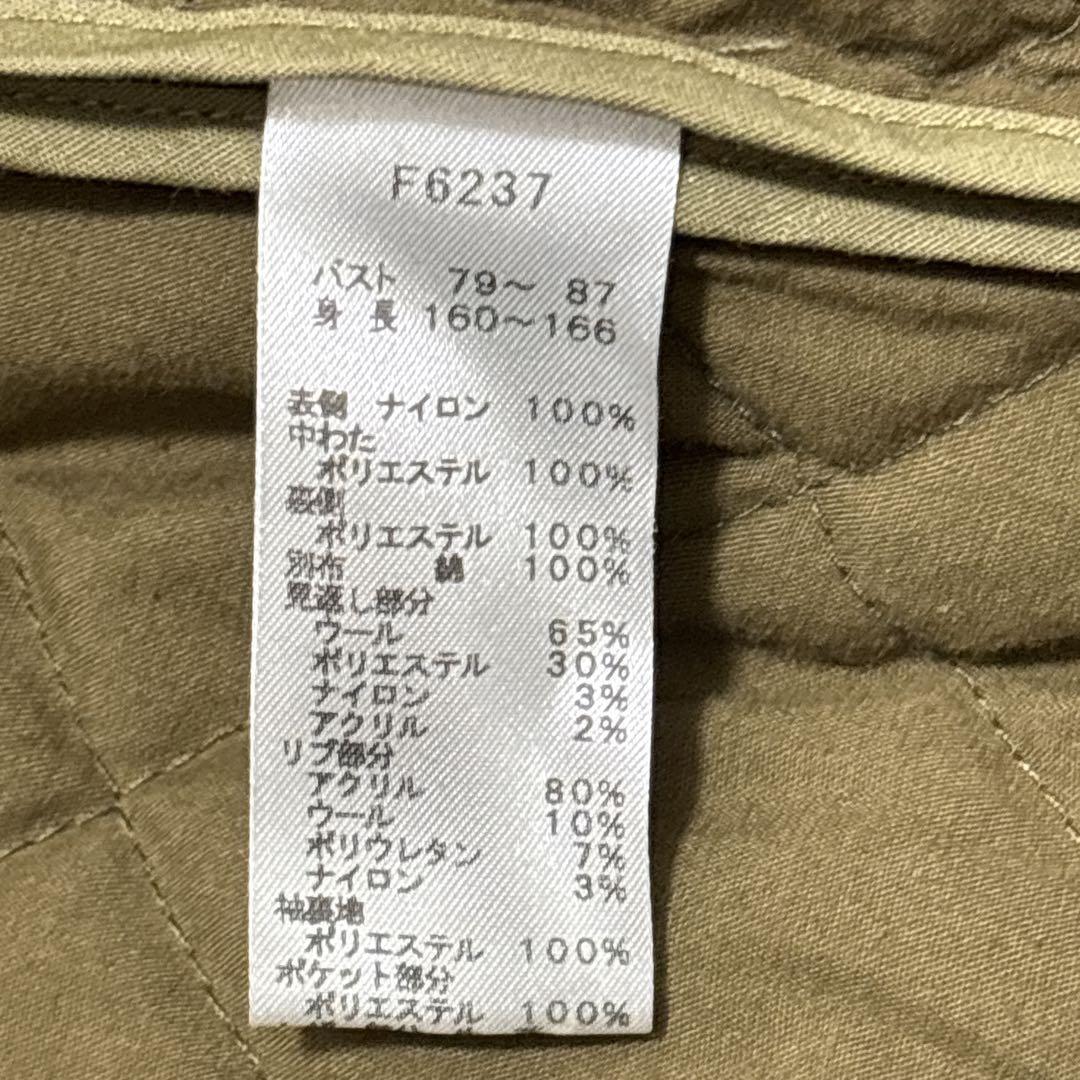 F6237
バスト 79～ 87
身 長 160～166
表側 ナイロン 100%
中わた
ポリエステル 100%
裏側
ポリエステル 100%
別布 綿 100%
見返し部分
ウール 65%
ポリエステル 30%
ナイロン 3%
アクリル 2%
リブ部分
アクリル 80%
ウール 10%
ポリウレタン 7%
ナイロン 3%
袖裏地
ポリエステル 100%
ポケット部分
ポリエステル 100%